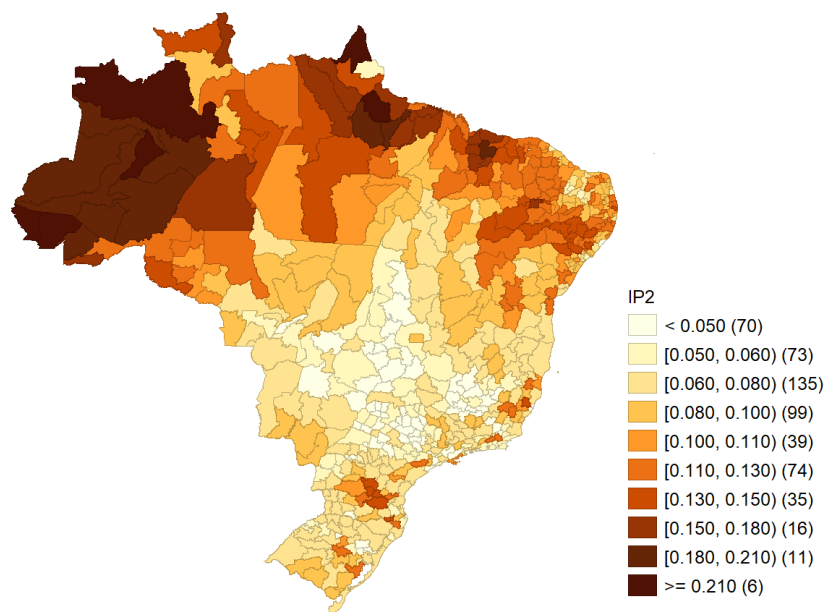 IP2
< 0.050 (70)
[0.050, 0.060) (73)
[0.060, 0.080) (135)
[0.080, 0.100) (99)
[0.100, 0.110) (39)
[0.110, 0.130) (74)
[0.130, 0.150) (35)
[0.150, 0.180) (16)
[0.180, 0.210) (11)
>= 0.210 (6)